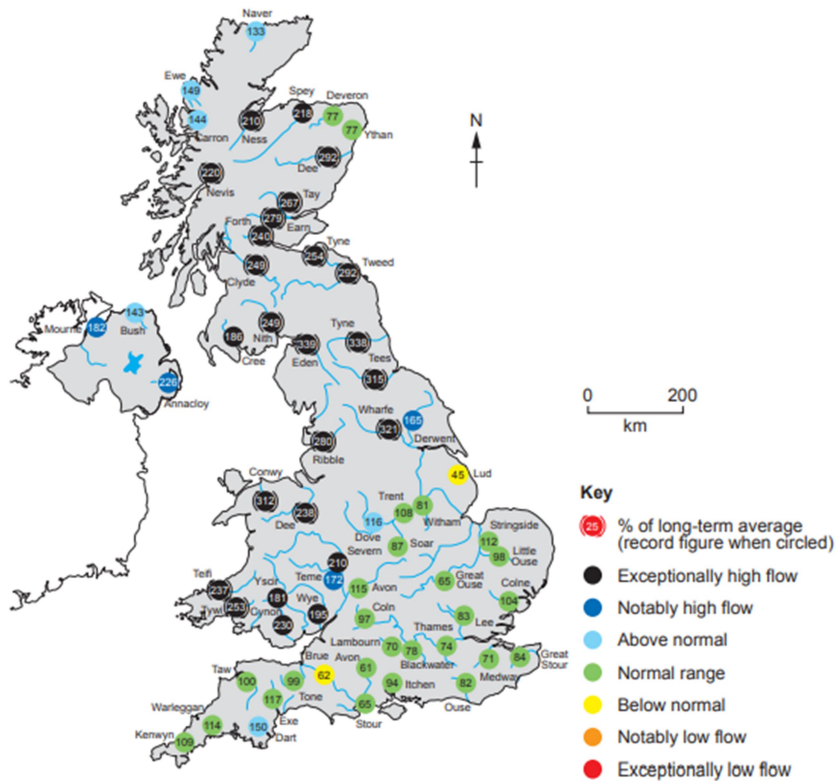 Naver
133
Ewe
149
144
Carron
210
Ness
Spey
218
Deveron
77
77
Ythan
292
Dee
220
Nevis
267
Tay
279
Earn
Forth
240
Tyne
254
Tweed
292
249
Clyde
143
Bush
Mourne
182
226
Annacloy
186
Cree
249
Nith
339
Eden
Tyne
338
Tees
315
Wharfe
321
165
Derwent
280
Ribble
45
Lud
Conwy
312
238
Dee
Trent
108
81
Witham
116
Dove
Stringside
112
98
Little
Ouse
Severn
210
87
Soar
Teme
172
115
Avon
65
Great
Ouse
Colne
104
Teifi
237
Tywi
253
Yscir
181
Cynon
230
Wye
195
97
Coln
Thames
83
Lee
Lambourn
70
78
Blackwater
74
71
Medway
84
Great
Stour
Brue
62
Avon
61
94
Itchen
82
Ouse
65
Stour
Taw
100
99
Tone
117
Exe
150
Dart
Warleggan
114
Kenwyn
109
N
0 200
km
Key
25 % of long-term average
(record figure when circled)
Exceptionally high flow
Notably high flow
Above normal
Normal range
Below normal
Notably low flow
Exceptionally low flow